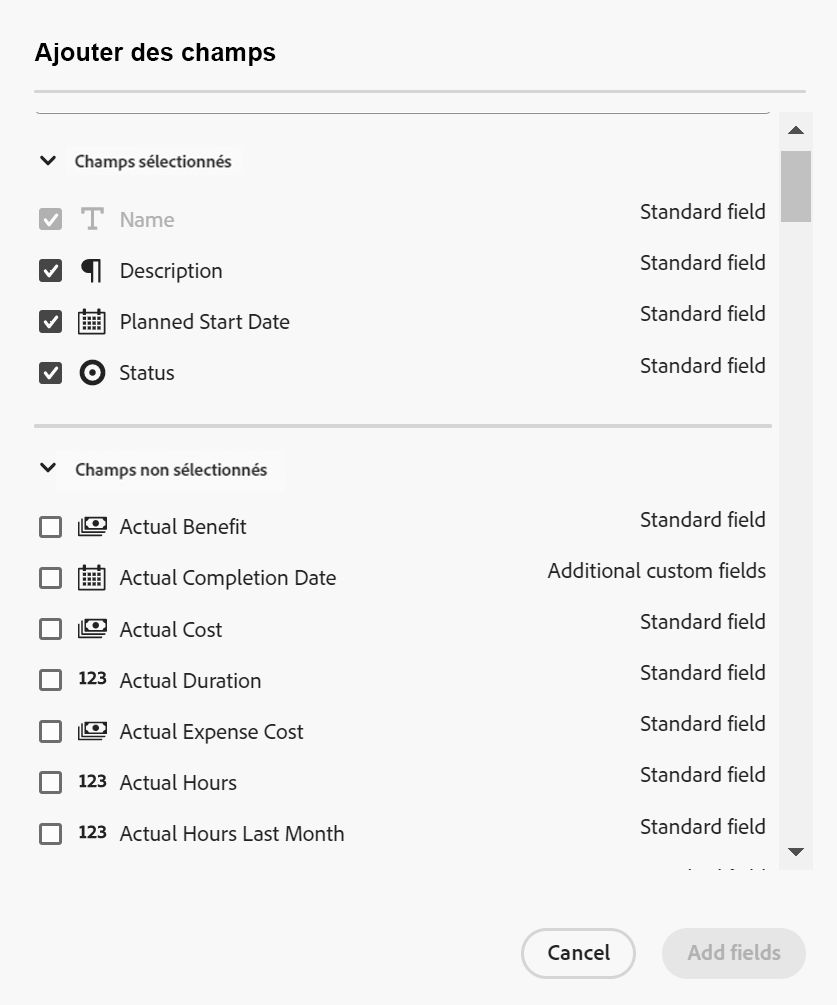 Ajouter des champs
Champs sélectionnés
Name Standard field
Description Standard field
Planned Start Date Standard field
Status Standard field
Champs non sélectionnés
Actual Benefit Standard field
Actual Completion Date Additional custom fields
Actual Cost Standard field
123 Actual Duration Standard field
Actual Expense Cost Standard field
123 Actual Hours Standard field
123 Actual Hours Last Month Standard field
Cancel Add fields